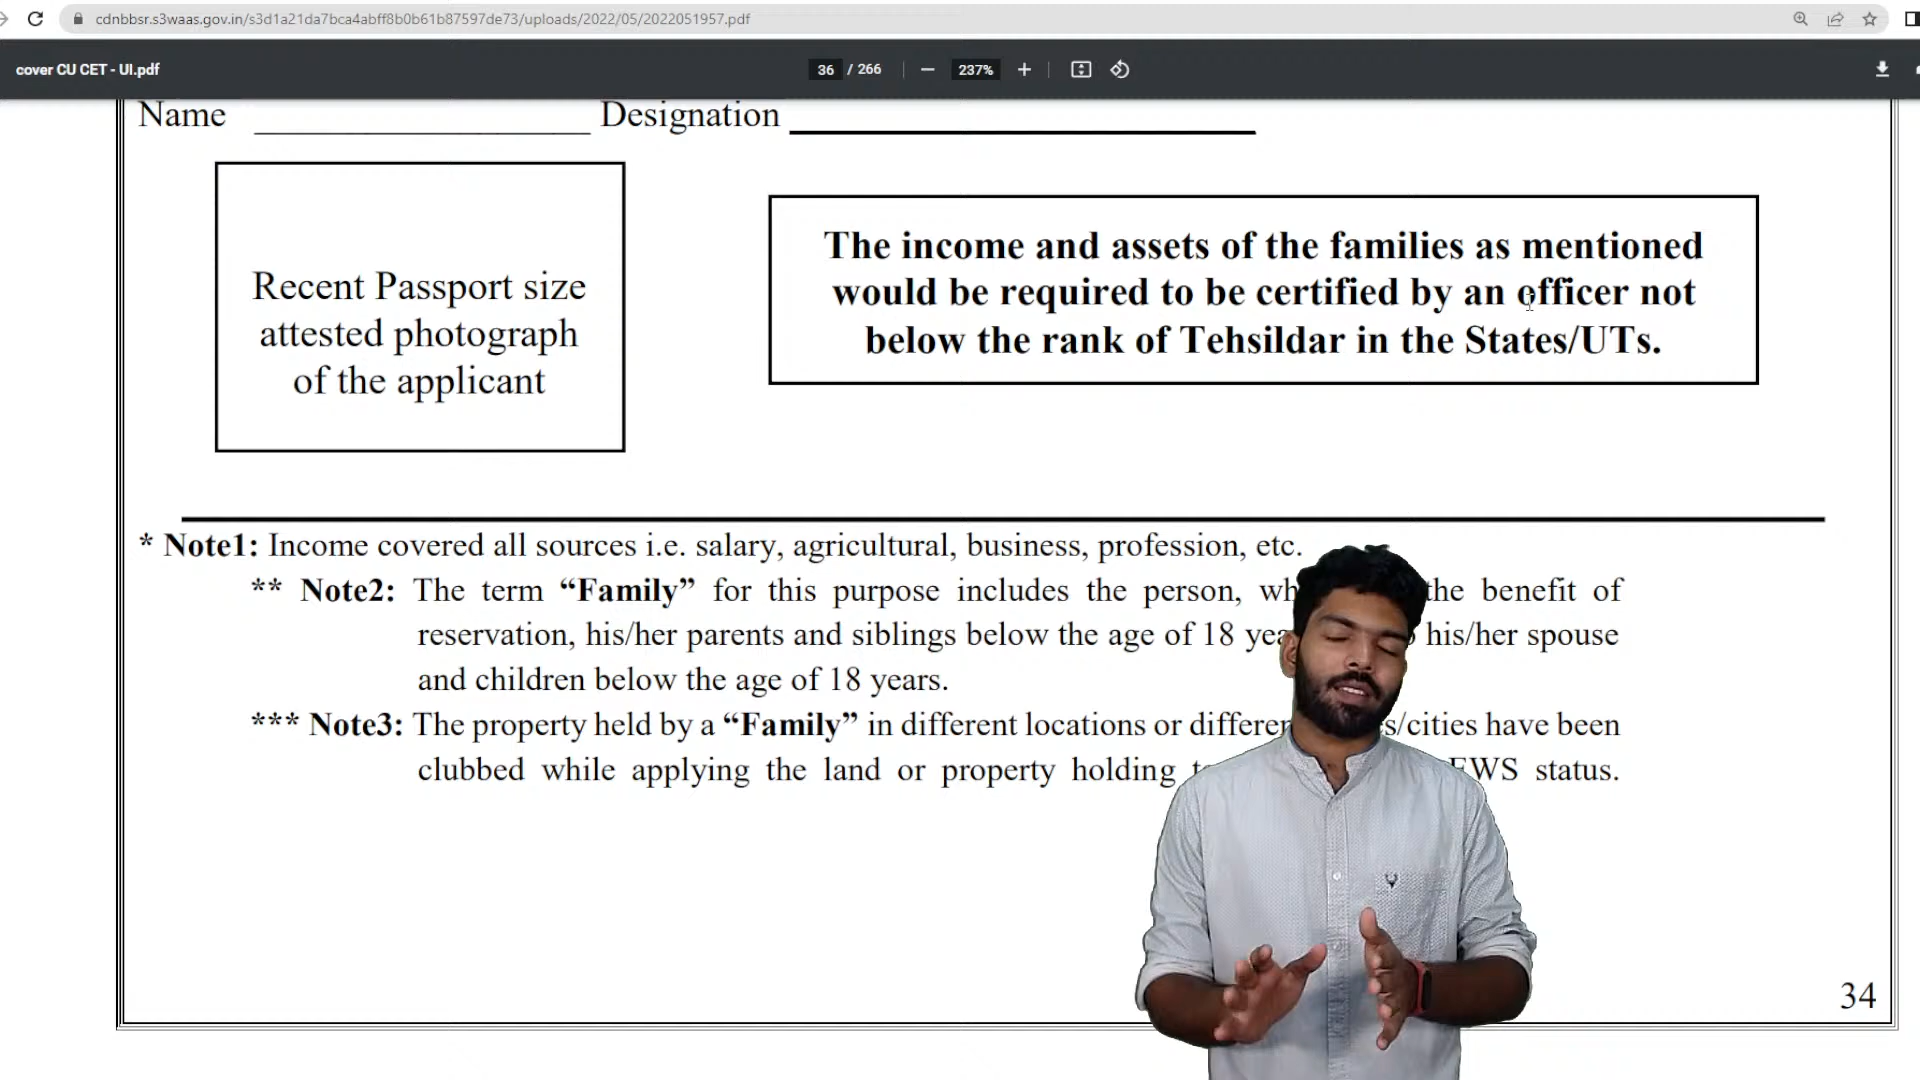 cdnbbsr.s3waas.gov.in/s3d1a21da7bca4abff8b0b61b87597de73/uploads/2022/05/2022051957.pdf
cover CU CET - UI.pdf
36 / 266
237%
Name Designation
Recent Passport size
attested photograph
of the applicant
The income and assets of the families as mentioned
would be required to be certified by an officer not
below the rank of Tehsildar in the States/UTs.
* Note1: Income covered all sources i.e. salary, agricultural, business, profession, etc.
** Note2: The term “Family” for this purpose includes the person, the benefit of
reservation, his/her parents and siblings below the age of 18 his/her spouse
and children below the age of 18 years.
*** Note3: The property held by a “Family” in different locations or have been
clubbed while applying the land or property holding EWS status.
34